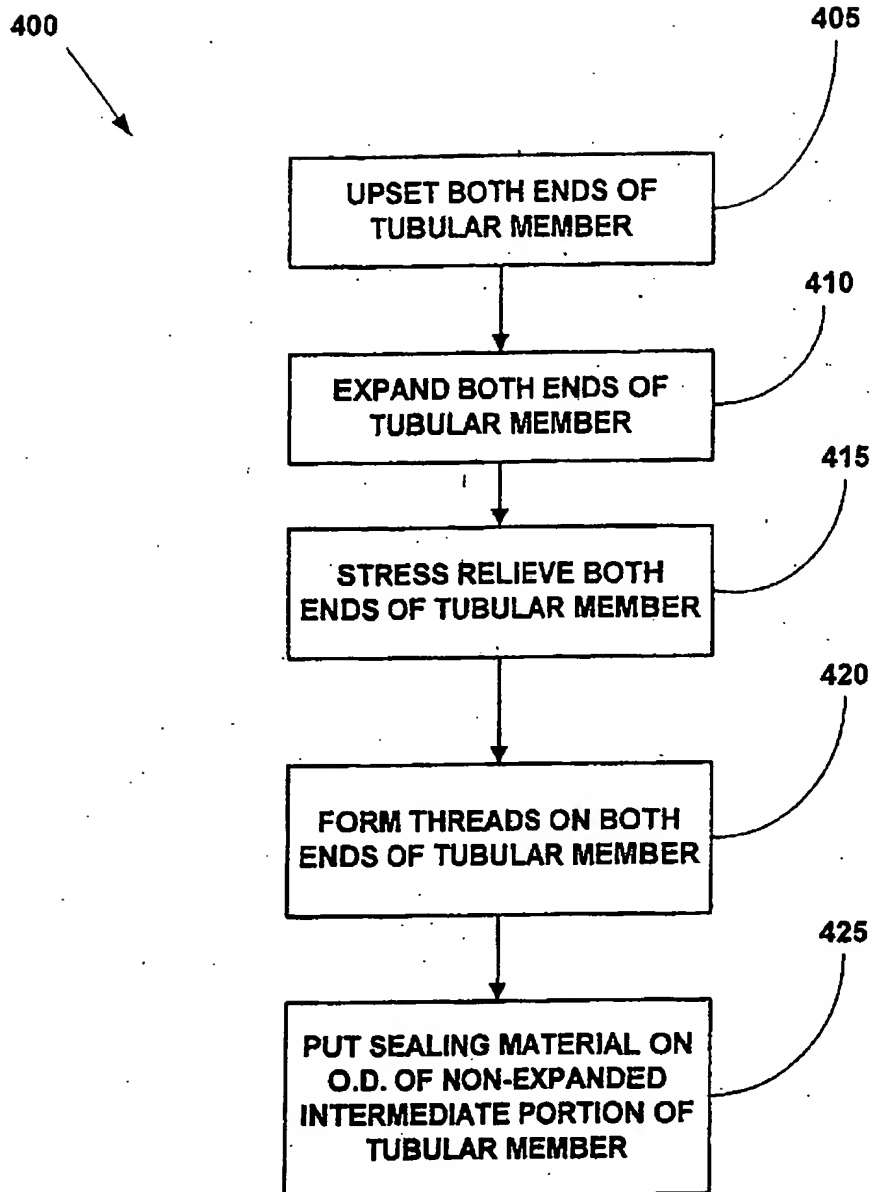 400
405
UPSET BOTH ENDS OF
TUBULAR MEMBER
410
EXPAND BOTH ENDS OF
TUBULAR MEMBER
415
STRESS RELIEVE BOTH
ENDS OF TUBULAR MEMBER
420
FORM THREADS ON BOTH
ENDS OF TUBULAR MEMBER
425
PUT SEALING MATERIAL ON
O.D. OF NON-EXPANDED
INTERMEDIATE PORTION OF
TUBULAR MEMBER